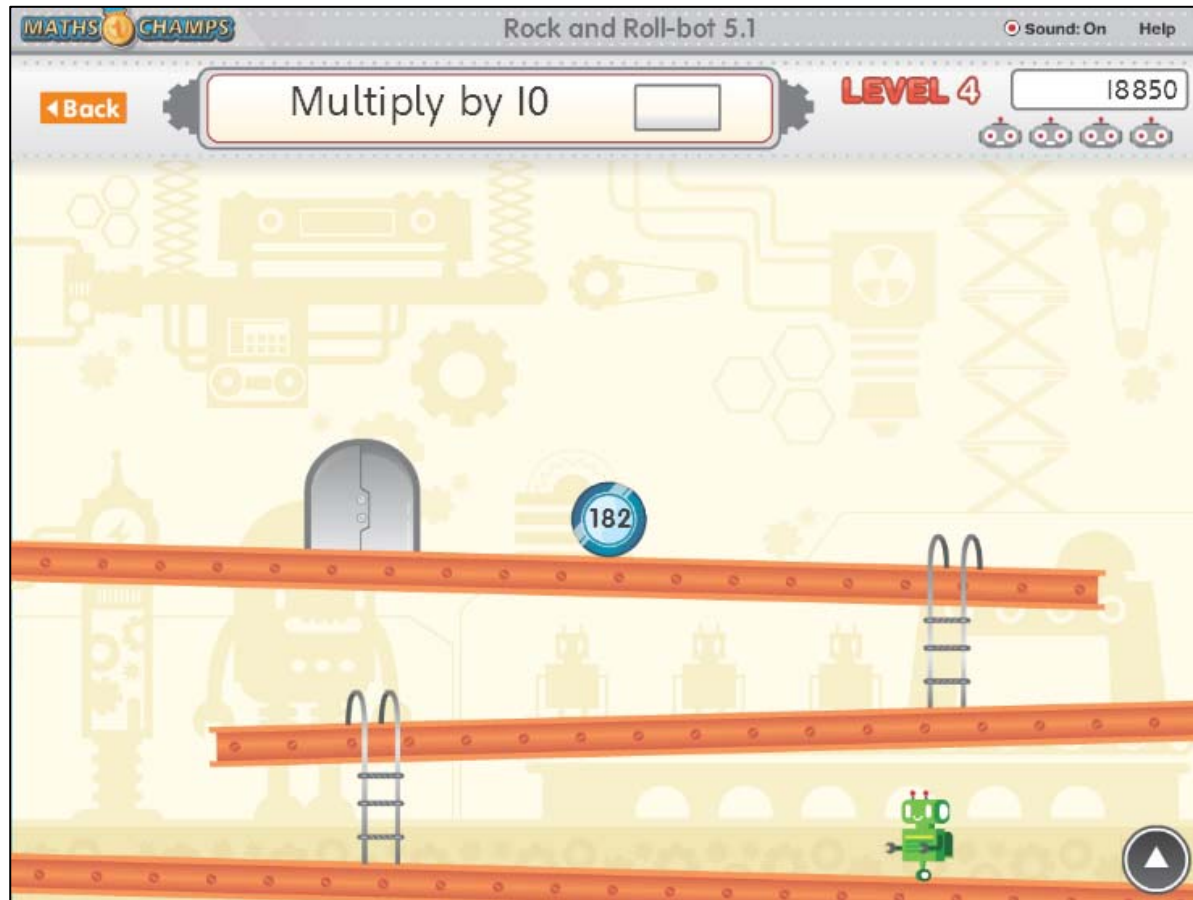 MATHS CHAMPS
Rock and Roll-bot 5.1
Sound: On Help
Back
Multiply by 10
LEVEL 4
18850
182